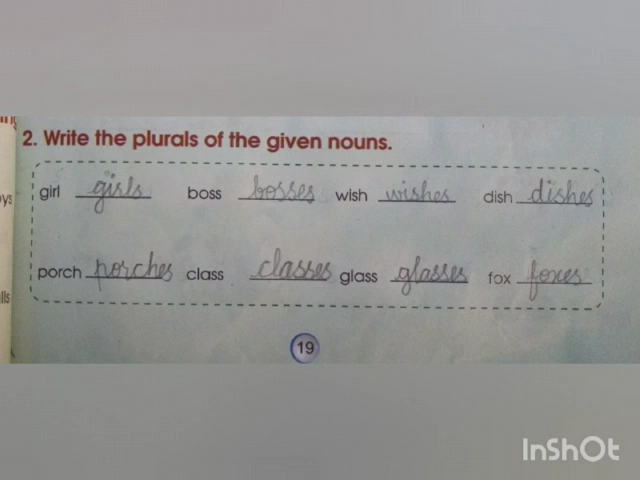 2. Write the plurals of the given nouns.
girl girls boss bosses wish wishes dish dishes
porch porches class classes glass glasses fox foxes
19
InShOt